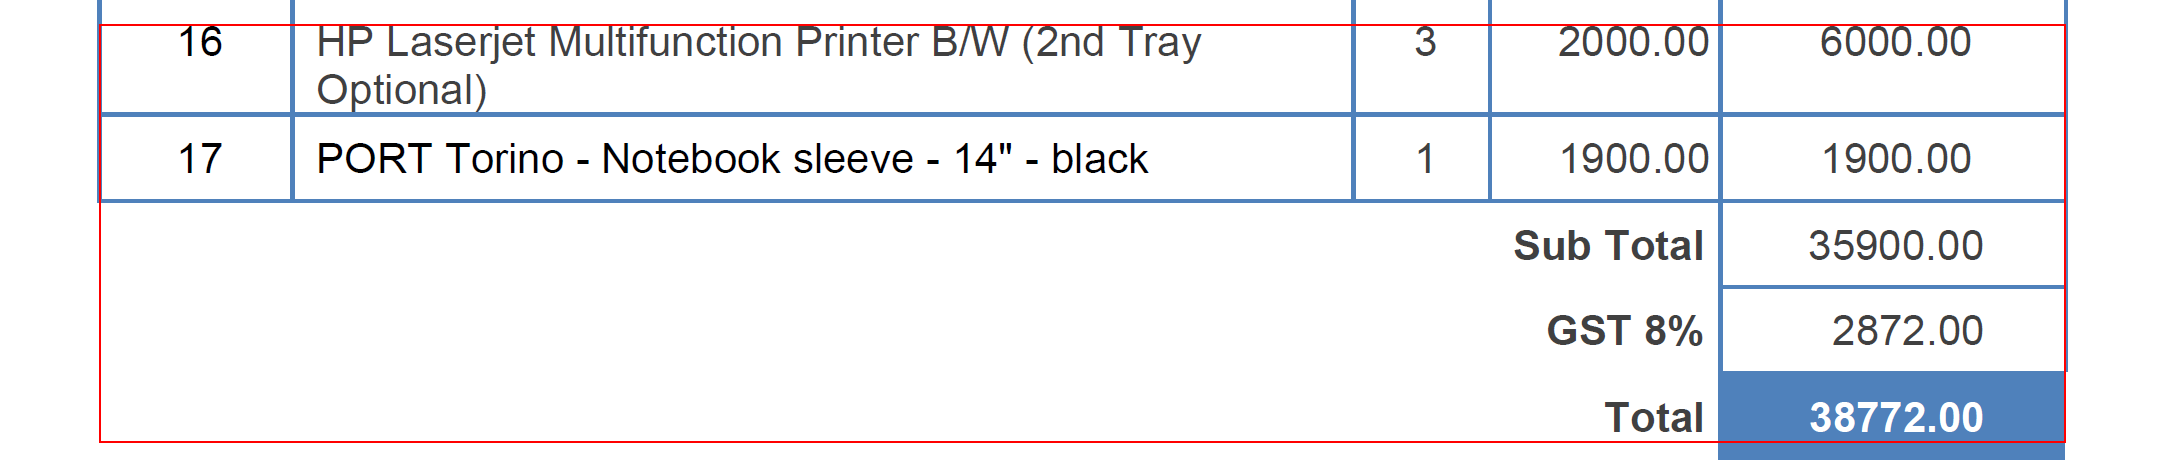 16 HP Laserjet Multifunction Printer B/W (2nd Tray 3 2000.00 6000.00
Optional)
17 PORT Torino - Notebook sleeve - 14" - black 1 1900.00 1900.00
Sub Total 35900.00
GST 8% 2872.00
Total 38772.00